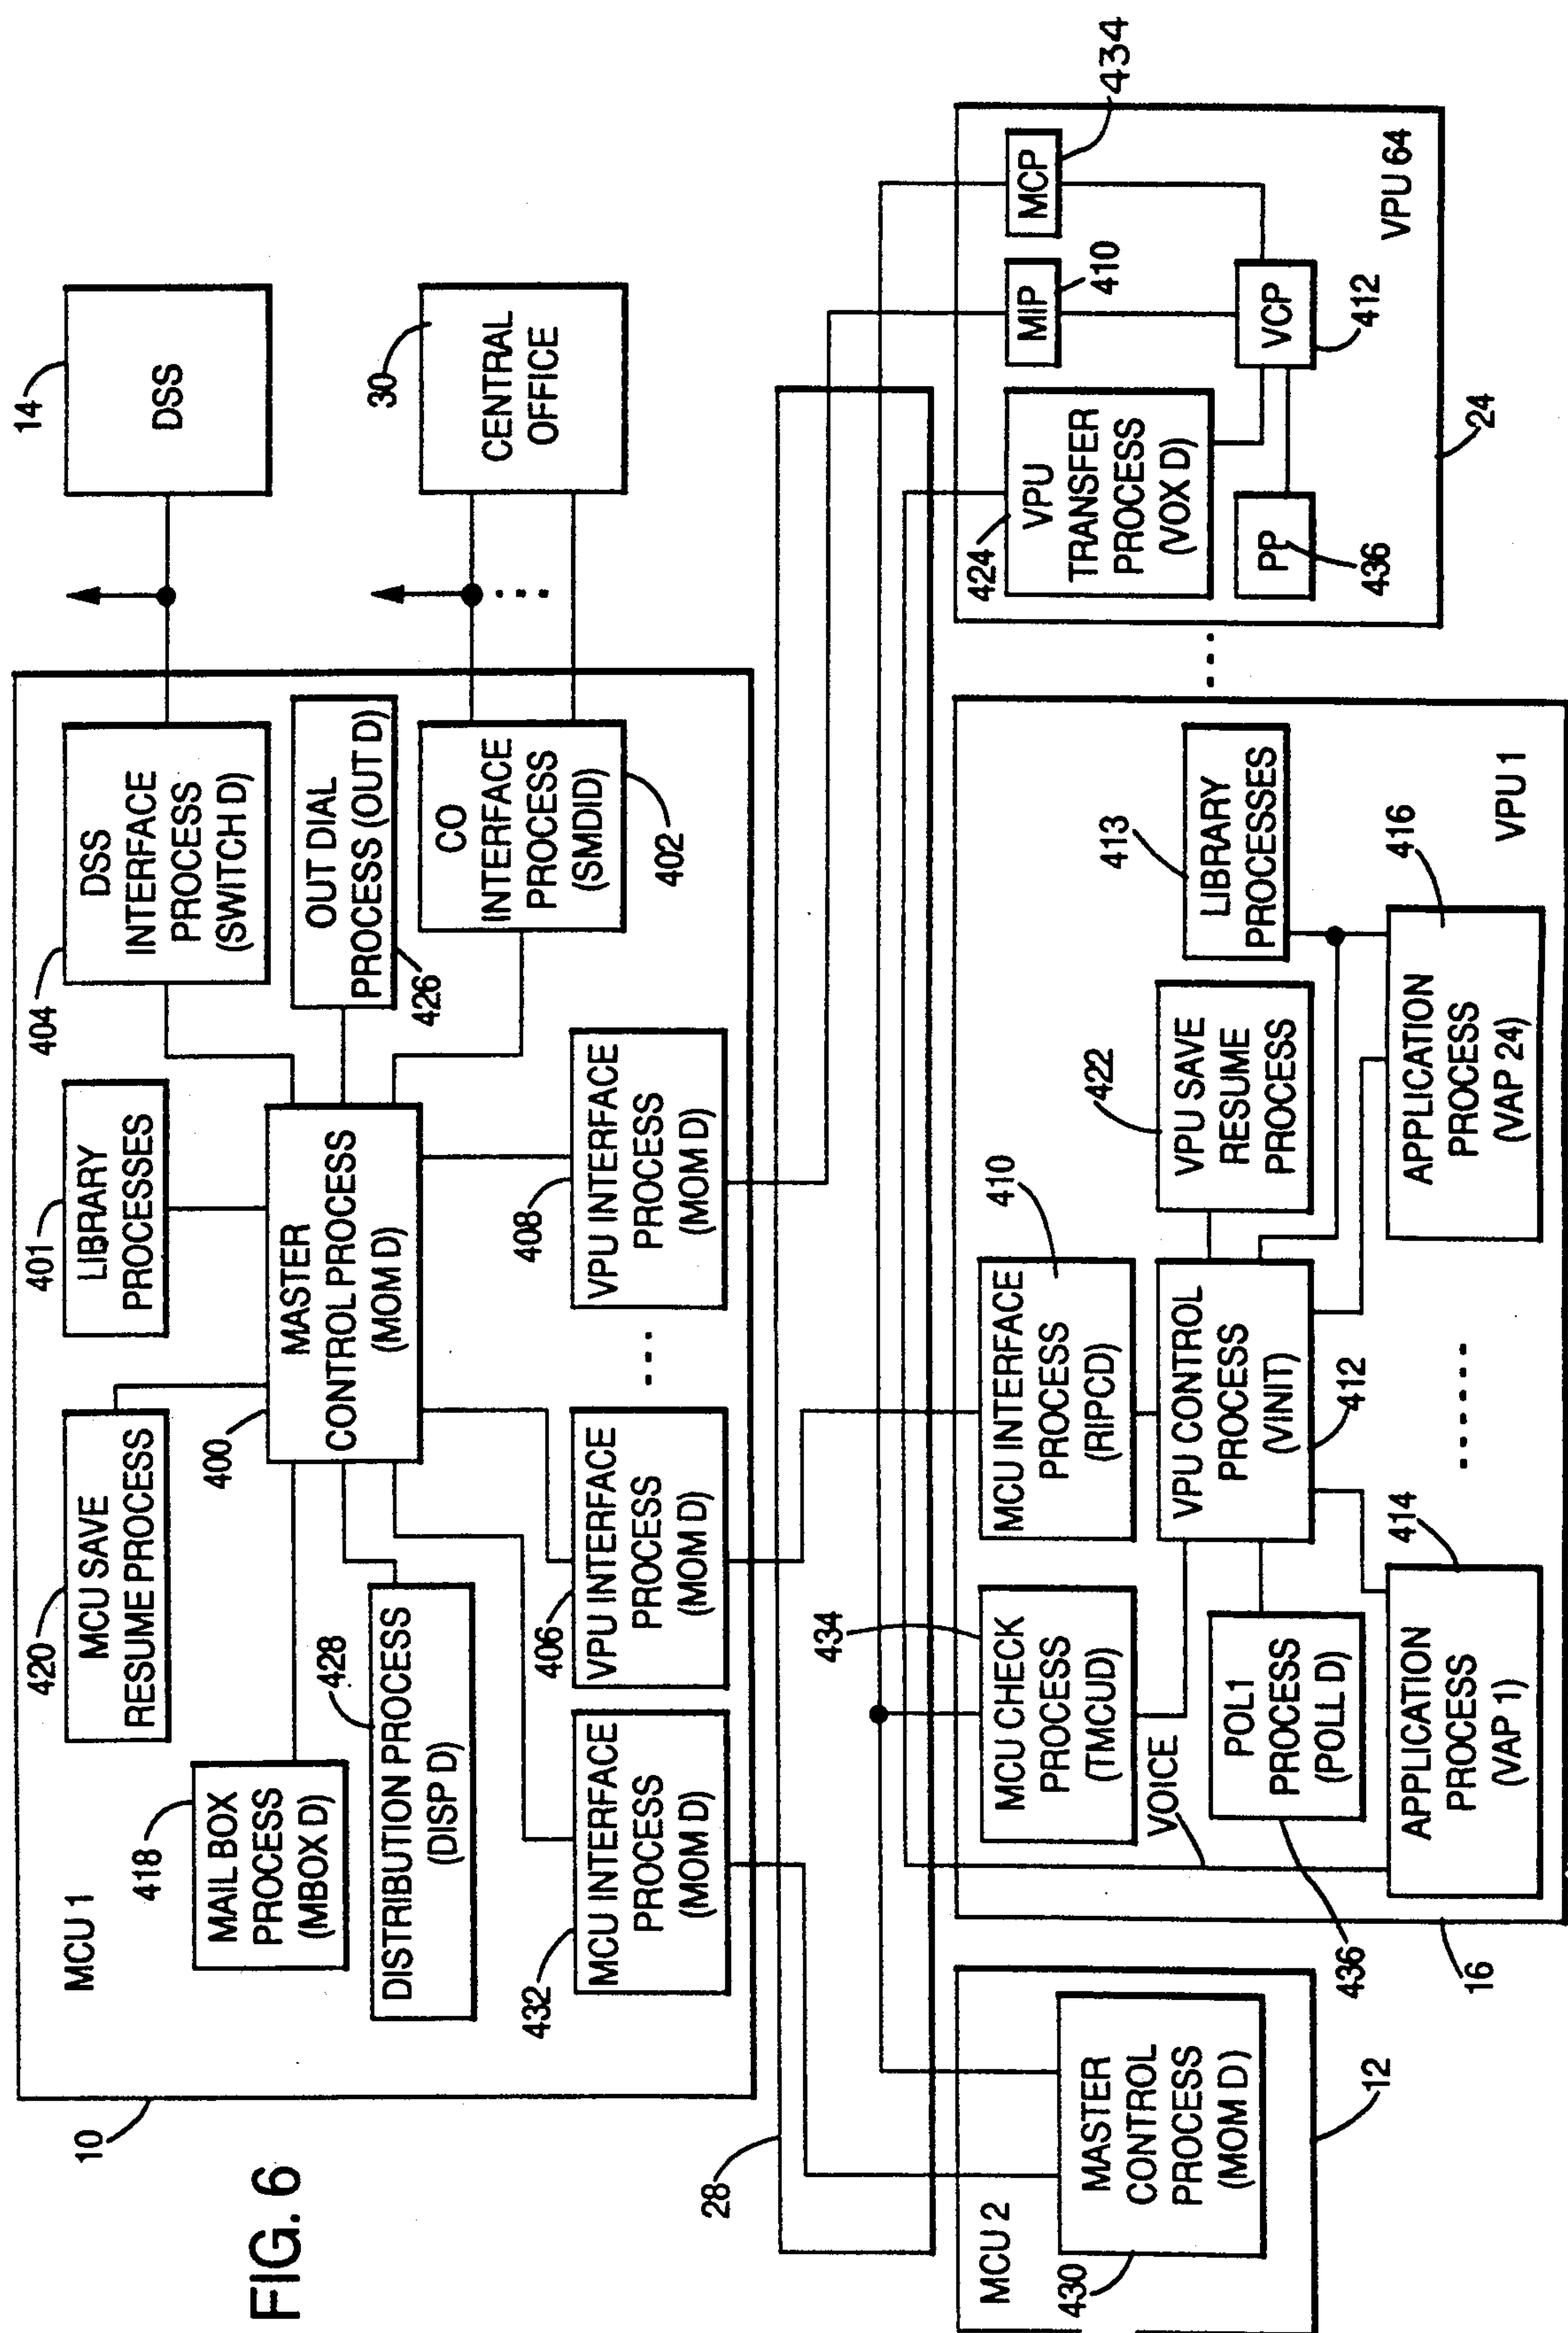 FIG. 6
10
MCU 1
420
MCU SAVE
RESUME PROCESS
401
LIBRARY
PROCESSES
404
DSS
INTERFACE
PROCESS
(SWITCH D)
14
DSS
418
MAIL BOX
PROCESS
(MBOX D)
400
MASTER
CONTROL PROCESS
(MOM D)
OUT DIAL
PROCESS (OUT D)
426
428
DISTRIBUTION PROCESS
(DISP D)
CO
INTERFACE
PROCESS
(SMDID)
402
30
CENTRAL
OFFICE
432
MCU INTERFACE
PROCESS
(MOM D)
406
VPU INTERFACE
PROCESS
(MOM D)
408
VPU INTERFACE
PROCESS
(MOM D)
28
MCU 2
430
MASTER
CONTROL
PROCESS
(MOM D)
12
434
MCU CHECK
PROCESS
(TMCUD)
VOICE
MCU INTERFACE
PROCESS
(RIPCD)
410
422
VPU SAVE
RESUME
PROCESS
413
LIBRARY
PROCESSES
VPU CONTROL
PROCESS
(VINIT)
412
POL1
PROCESS
(POLL D)
436
414
APPLICATION
PROCESS
(VAP 1)
416
APPLICATION
PROCESS
(VAP 24)
VPU 1
16
424
VPU
TRANSFER
PROCESS
(VOX D)
MIP
410
MCP
434
PP
436
VCP
412
VPU 64
24